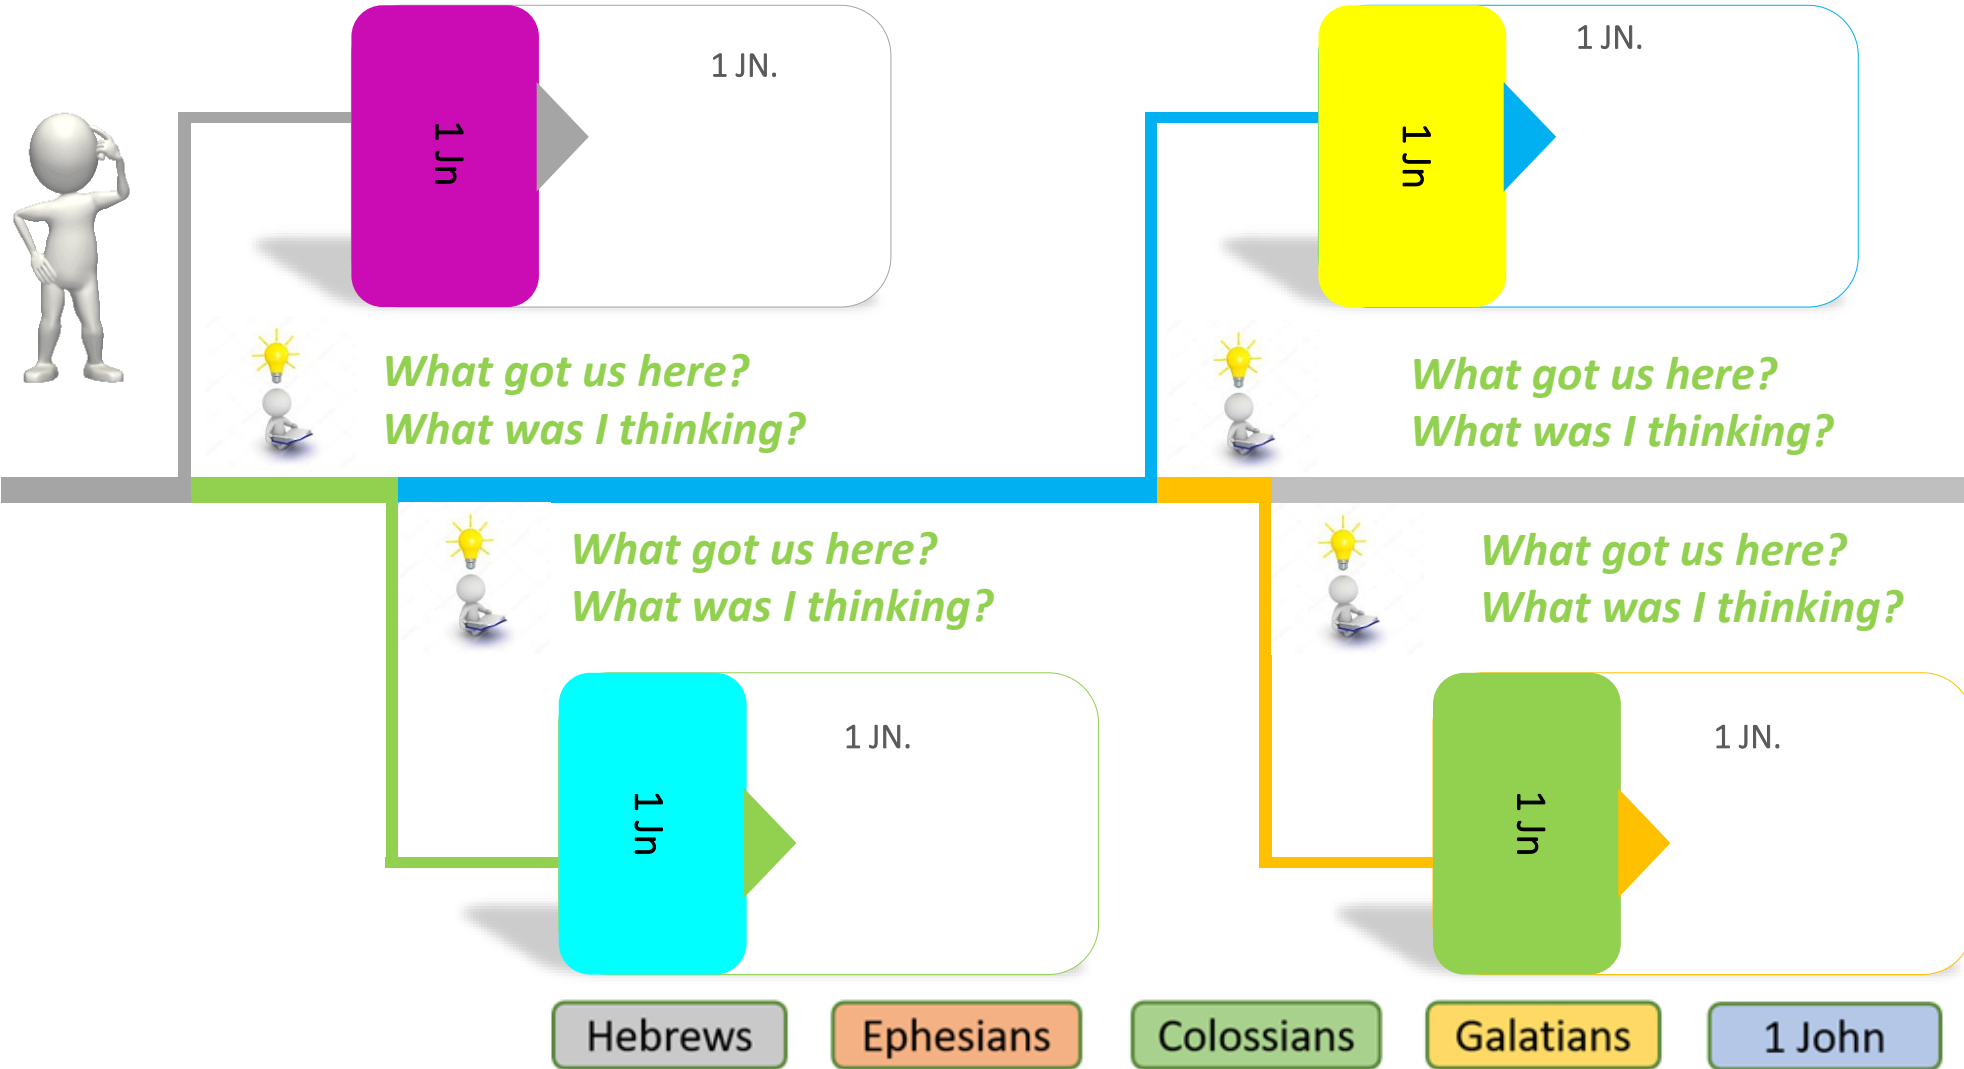 1 Jn
1 JN.
1 Jn
1 JN.
What got us here?
What was I thinking?
What got us here?
What was I thinking?
What got us here?
What was I thinking?
What got us here?
What was I thinking?
1 Jn
1 JN.
1 Jn
1 JN.
Hebrews
Ephesians
Colossians
Galatians
1 John